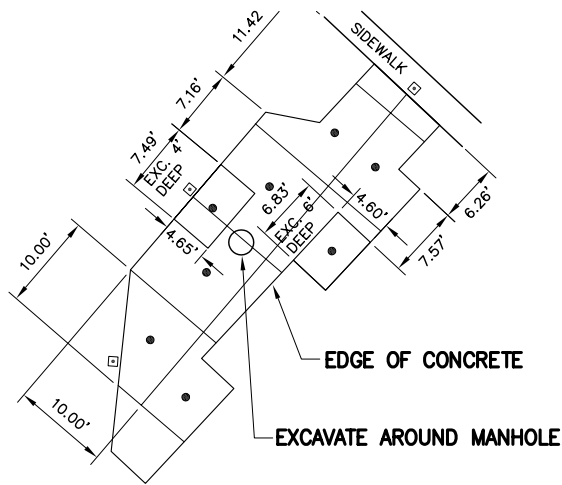 11.42
SIDEWALK
7.16'
7.49'
EXC. 4'
DEEP
6.83'
4.60'
6.26'
4.65'
EXC. 6'
DEEP
7.57'
10.00'
EDGE OF CONCRETE
10.00'
EXCAVATE AROUND MANHOLE